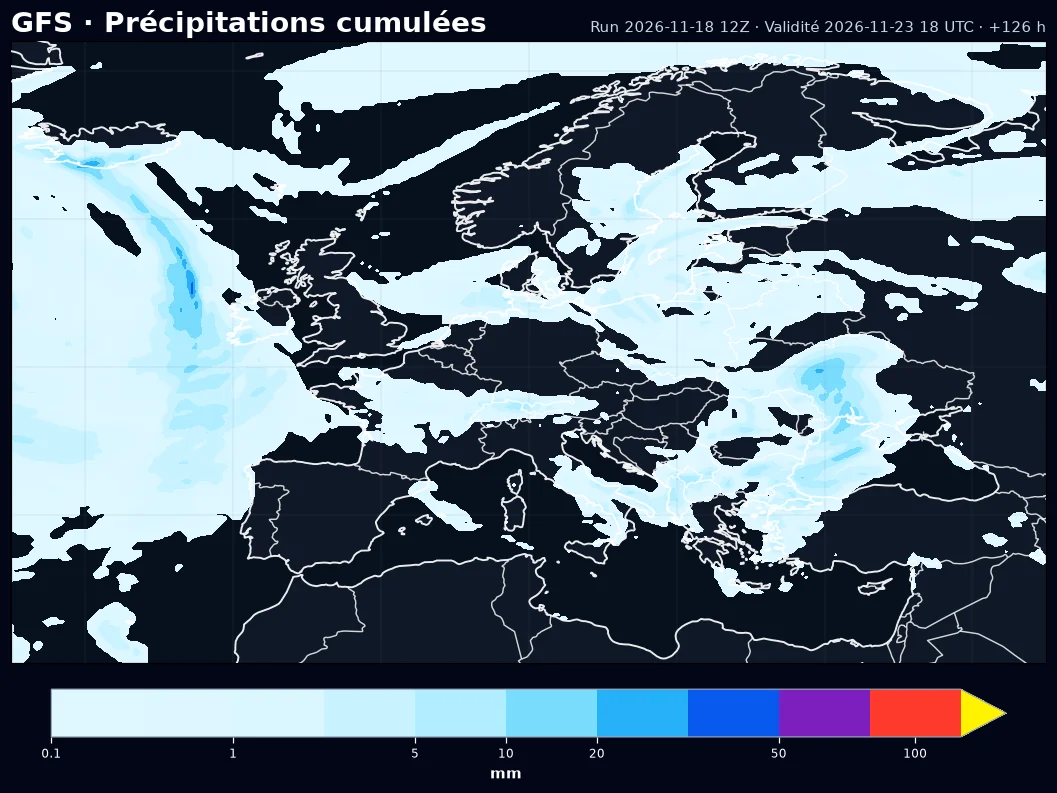 GFS · Précipitations cumulées
Run 2026-11-18 12Z · Validité 2026-11-23 18 UTC · +126 h
0.1 1 5 10 20 50 100
mm